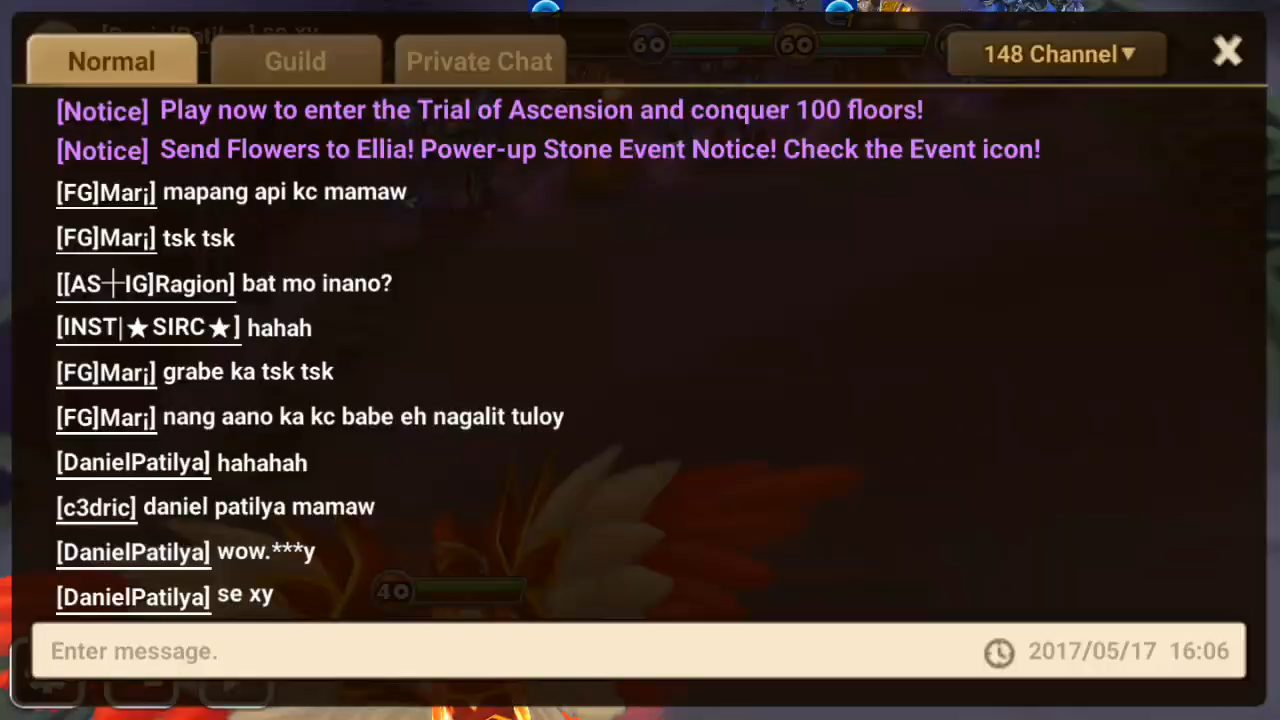 Normal
Guild
Private Chat
148 Channel▼
60
60
[Notice] Play now to enter the Trial of Ascension and conquer 100 floors!
[Notice] Send Flowers to Ellia! Power-up Stone Event Notice! Check the Event icon!
[FG]Mar¡] mapang api kc mamaw
[FG]Mar¡] tsk tsk
[[AS┼IG]Ragion] bat mo inano?
[INST|★SIRC★] hahah
[FG]Mar¡] grabe ka tsk tsk
[FG]Mar¡] nang aano ka kc babe eh nagalit tuloy
[DanielPatilya] hahahah
[c3dric] daniel patilya mamaw
[DanielPatilya] wow.***y
[DanielPatilya] se xy
40
Enter message.
2017/05/17 16:06